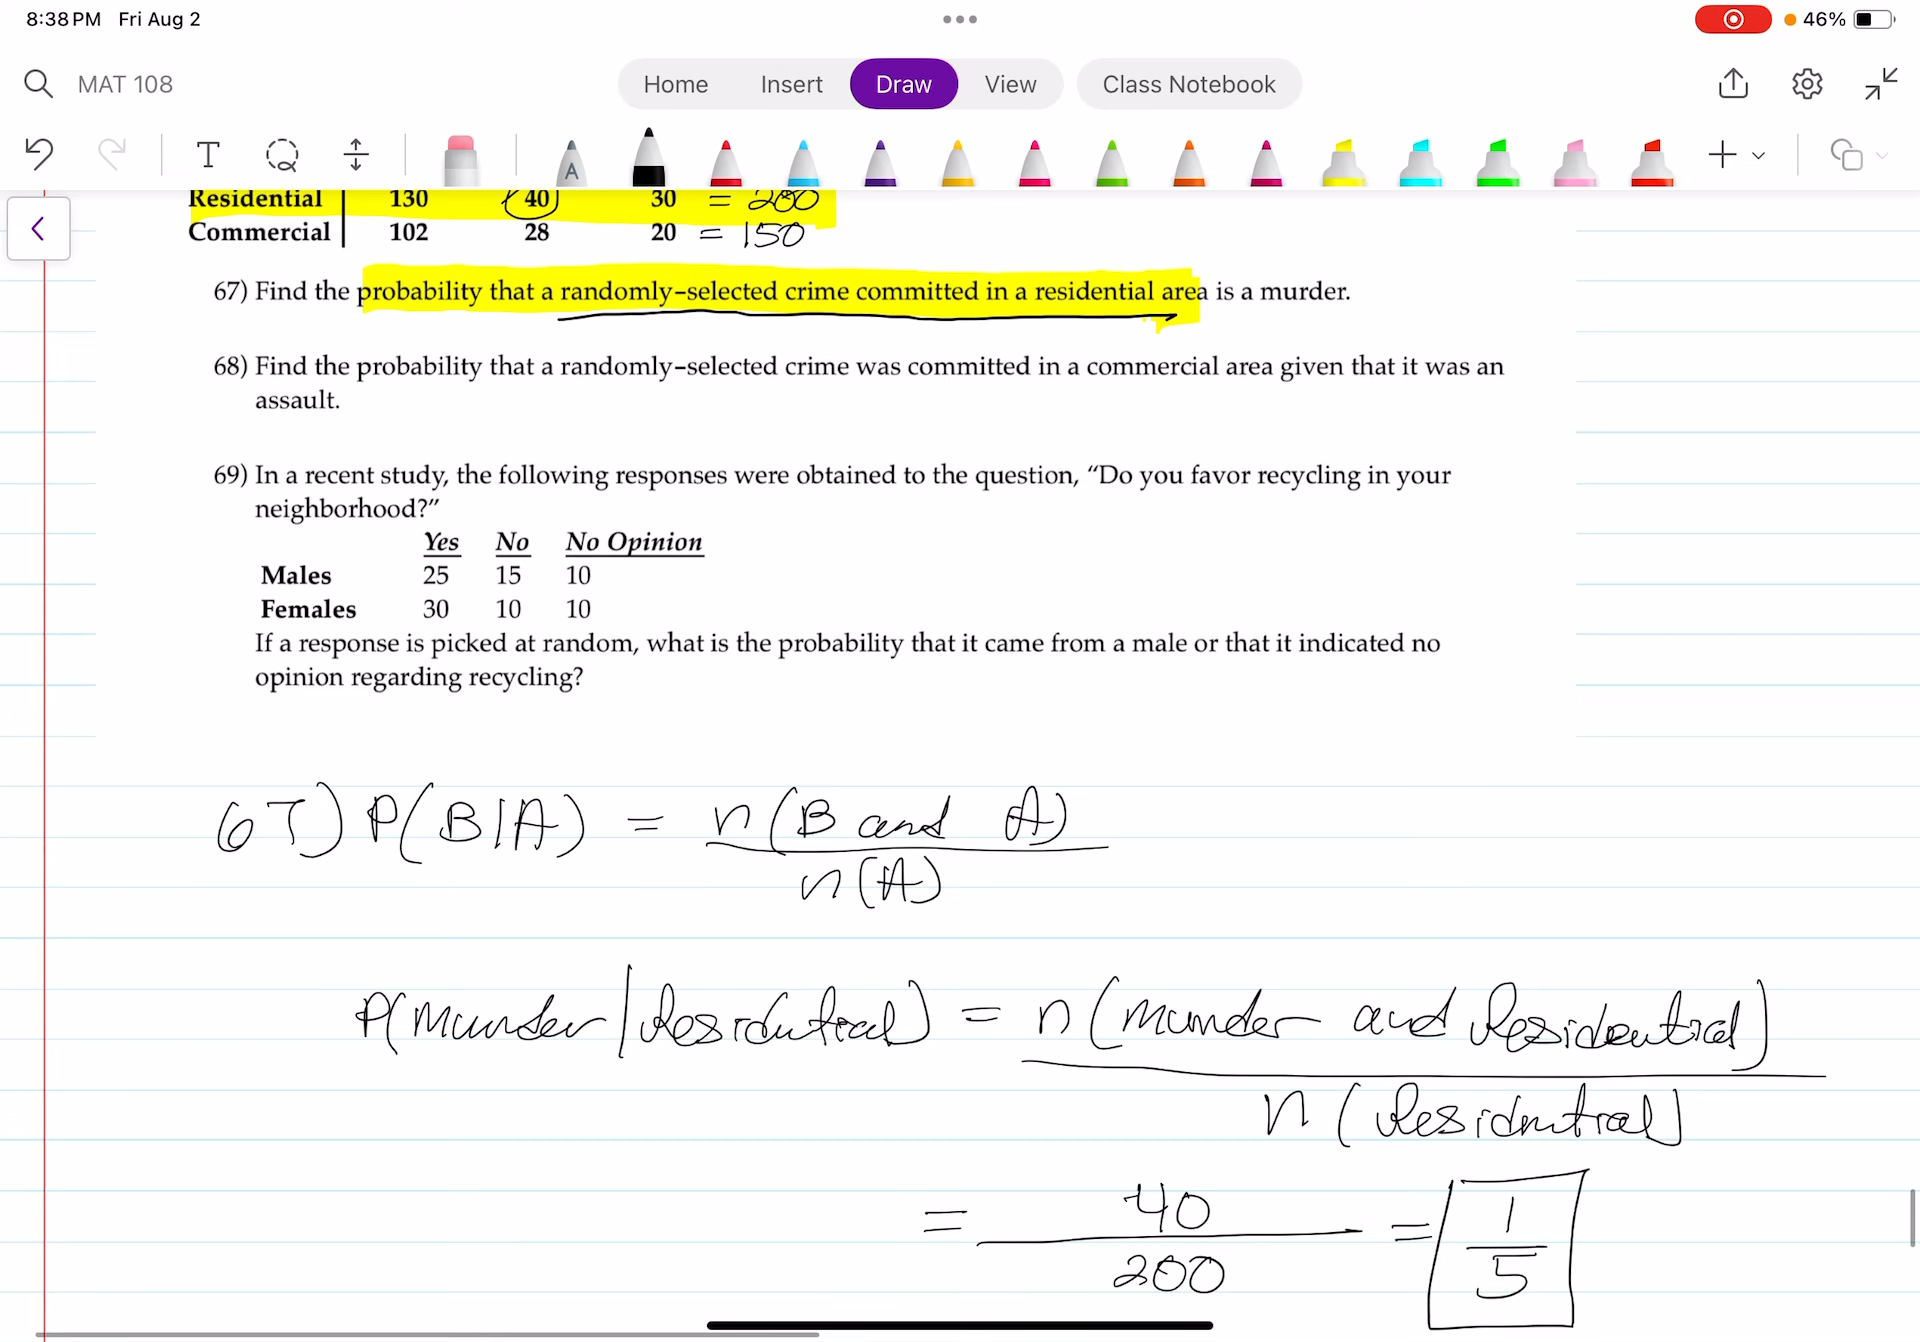 8:38 PM Fri Aug 2
46%
MAT 108
Home Insert Draw View Class Notebook
T A
Residential 130 40 30 = 200
Commercial 102 28 20 = 150
67) Find the probability that a randomly-selected crime committed in a residential area is a murder.
68) Find the probability that a randomly-selected crime was committed in a commercial area given that it was an
assault.
69) In a recent study, the following responses were obtained to the question, “Do you favor recycling in your
neighborhood?”
Yes No No Opinion
Males 25 15 10
Females 30 10 10
If a response is picked at random, what is the probability that it came from a male or that it indicated no
opinion regarding recycling?
67) P(B|A) = n(B and A)
n(A)
P(Murder|Residential) = n(Murder and Residential)
n(Residential)
= 40 = 1
200 5